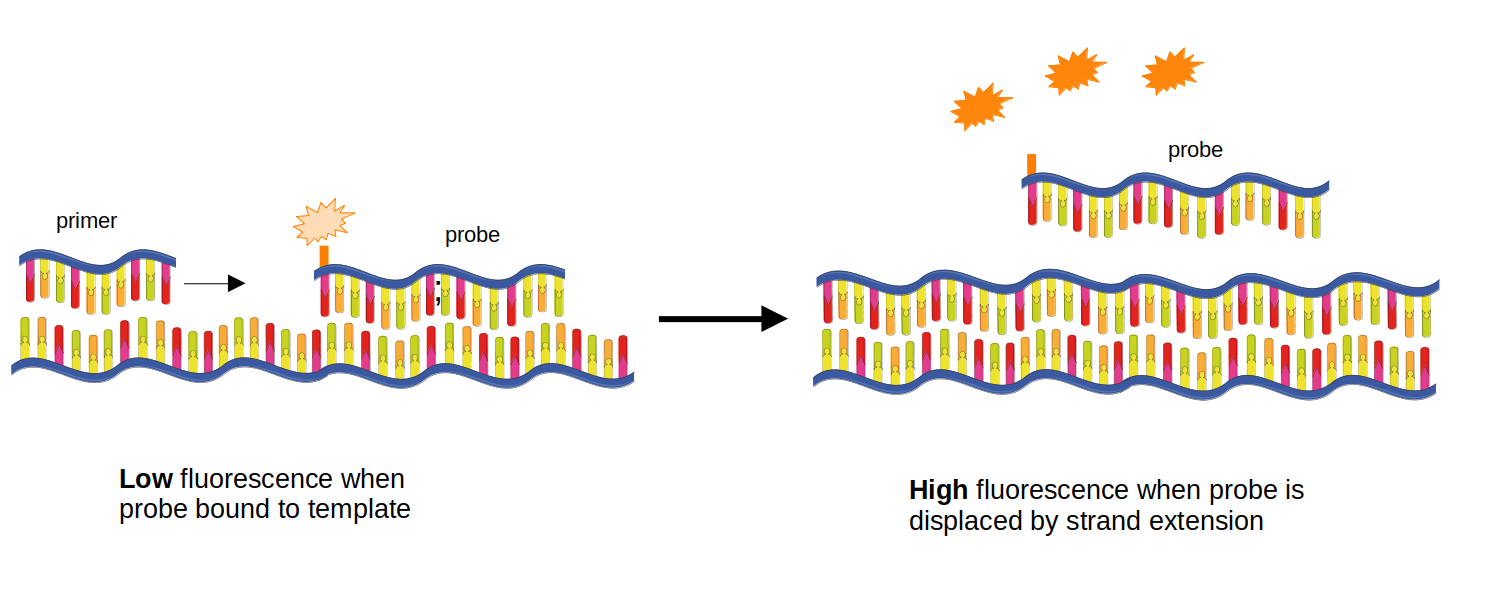 primer
probe
;
Low fluorescence when
probe bound to template
probe
High fluorescence when probe is
displaced by strand extension